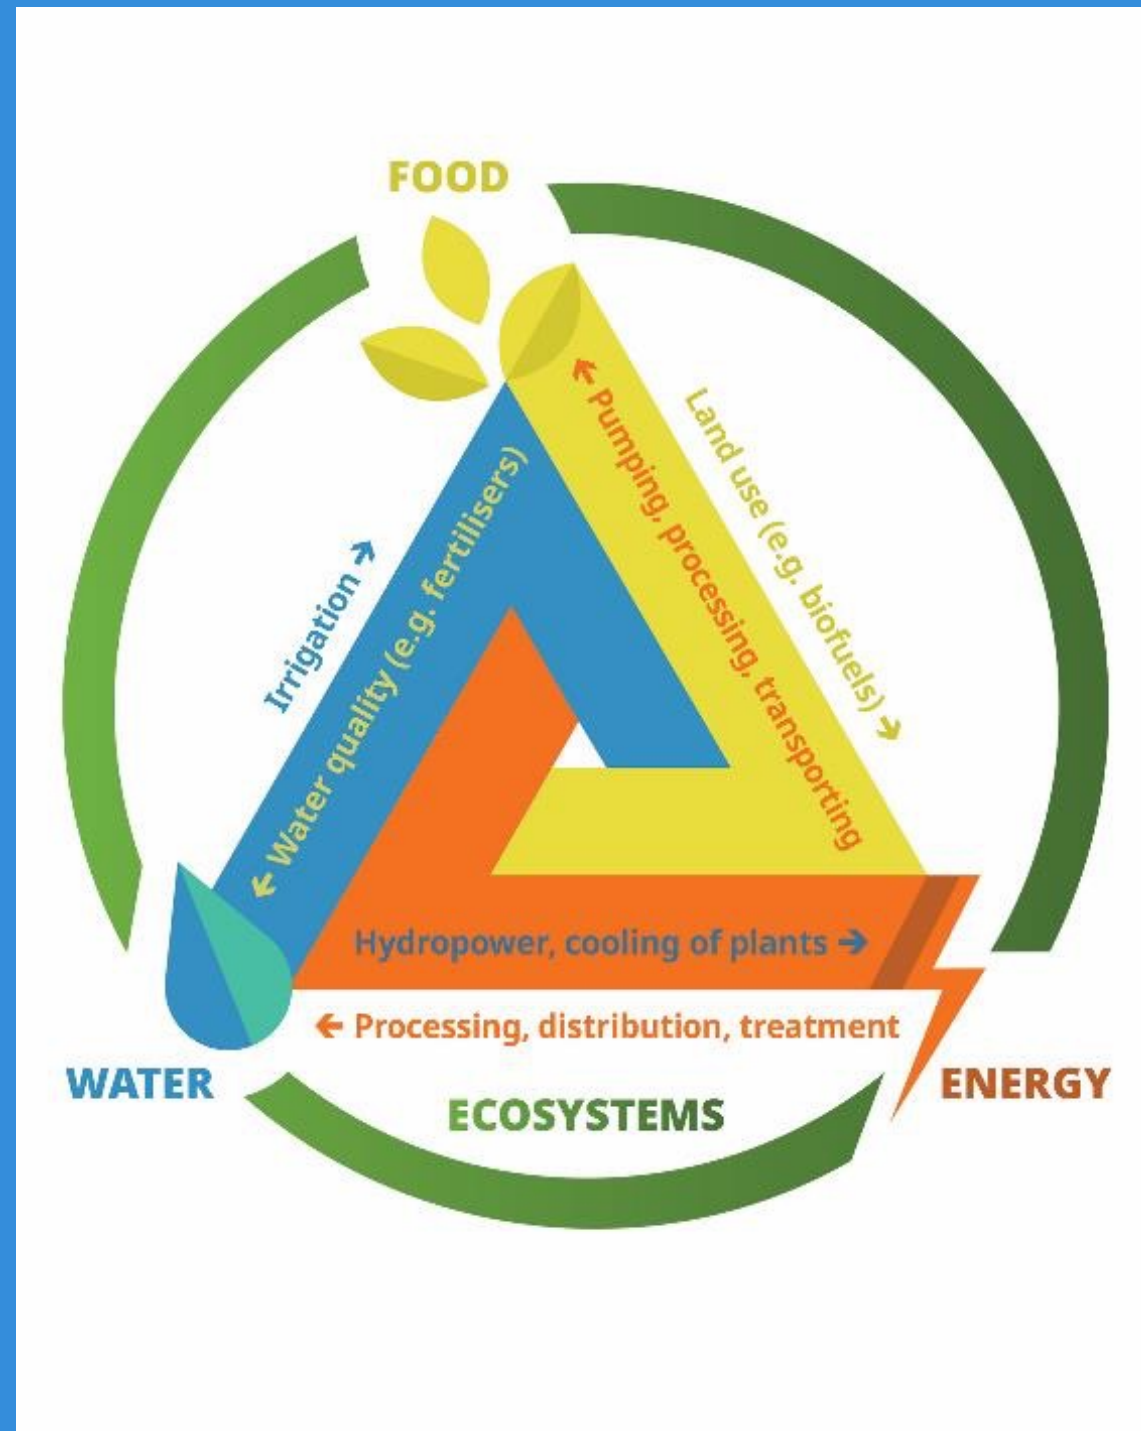 FOOD
Irrigation →
← Water quality (e.g. fertilisers)
← Pumping, processing, transporting
Land use (e.g. biofuels) →
Hydropower, cooling of plants →
← Processing, distribution, treatment
WATER
ENERGY
ECOSYSTEMS